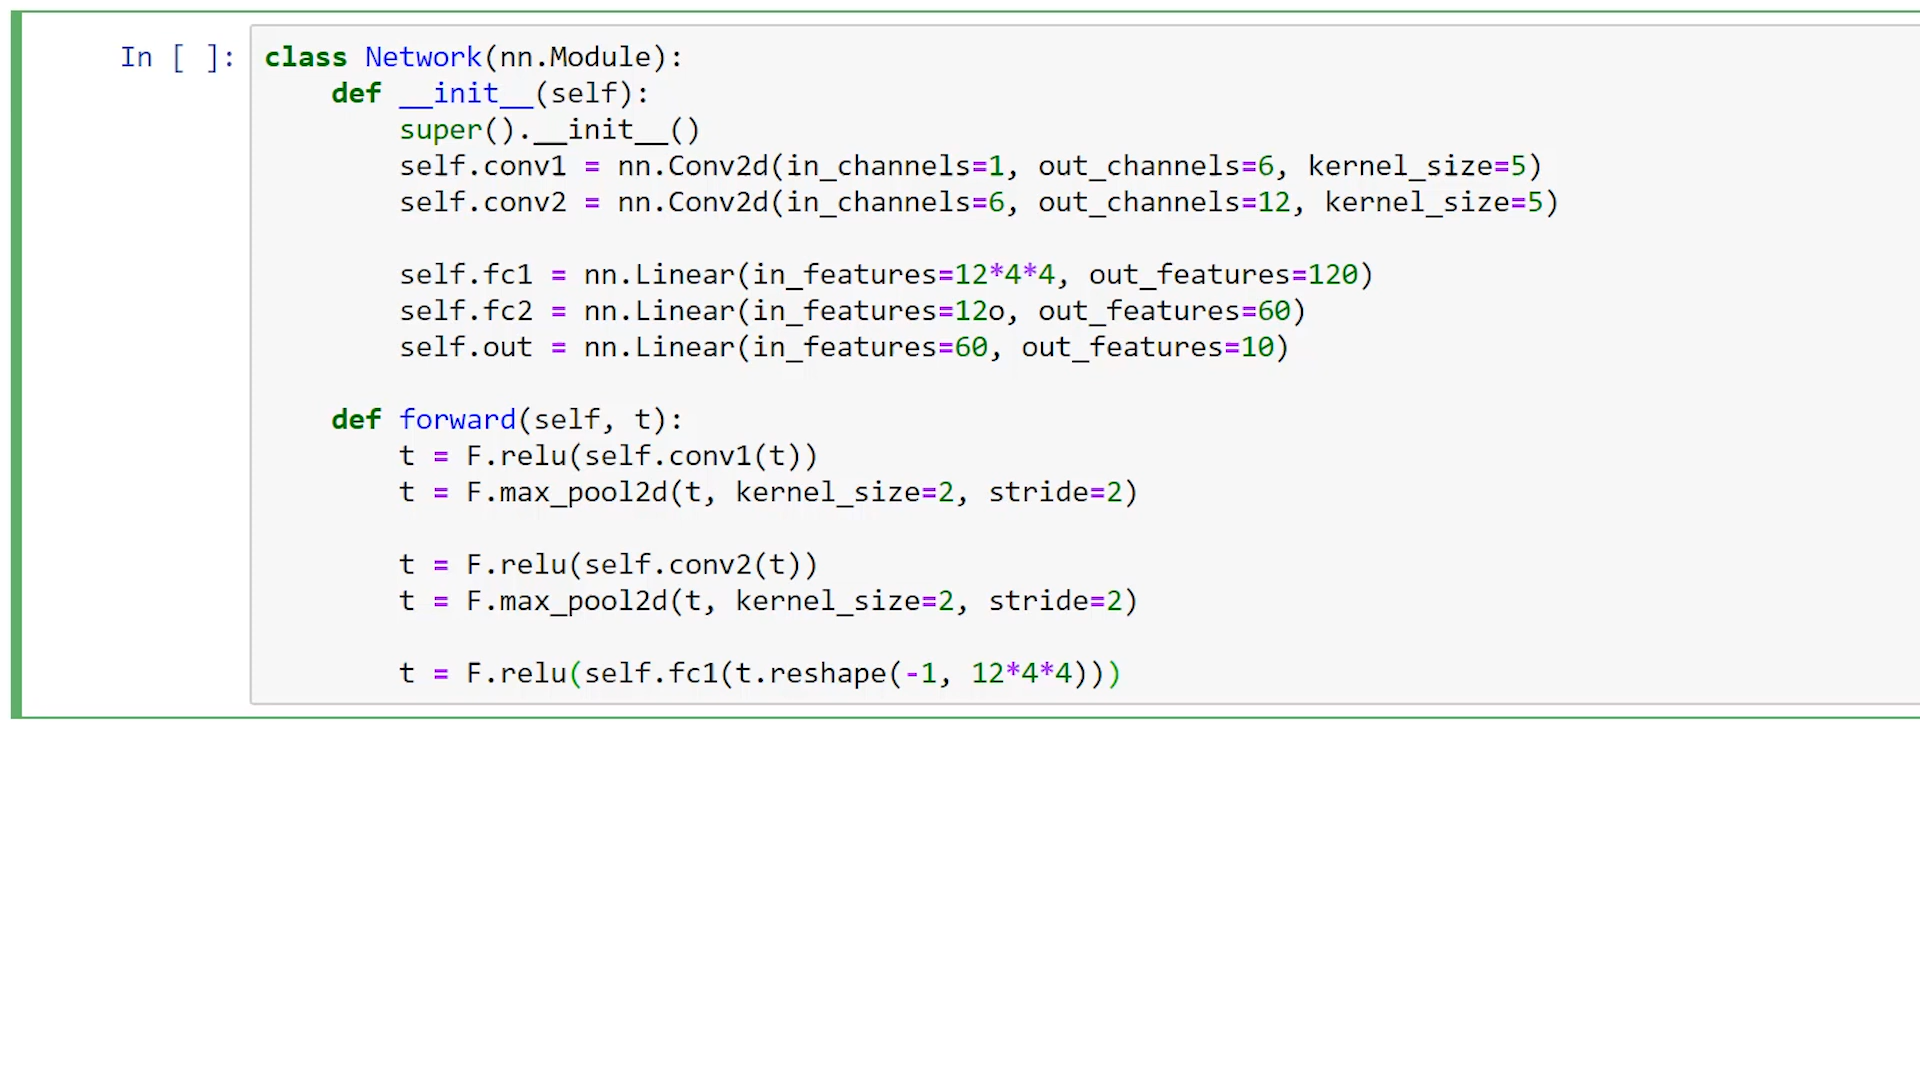 In [ ]:
class Network(nn.Module):
    def __init__(self):
        super().__init__()
        self.conv1 = nn.Conv2d(in_channels=1, out_channels=6, kernel_size=5)
        self.conv2 = nn.Conv2d(in_channels=6, out_channels=12, kernel_size=5)

        self.fc1 = nn.Linear(in_features=12*4*4, out_features=120)
        self.fc2 = nn.Linear(in_features=12o, out_features=60)
        self.out = nn.Linear(in_features=60, out_features=10)

    def forward(self, t):
        t = F.relu(self.conv1(t))
        t = F.max_pool2d(t, kernel_size=2, stride=2)

        t = F.relu(self.conv2(t))
        t = F.max_pool2d(t, kernel_size=2, stride=2)

        t = F.relu(self.fc1(t.reshape(-1, 12*4*4)))